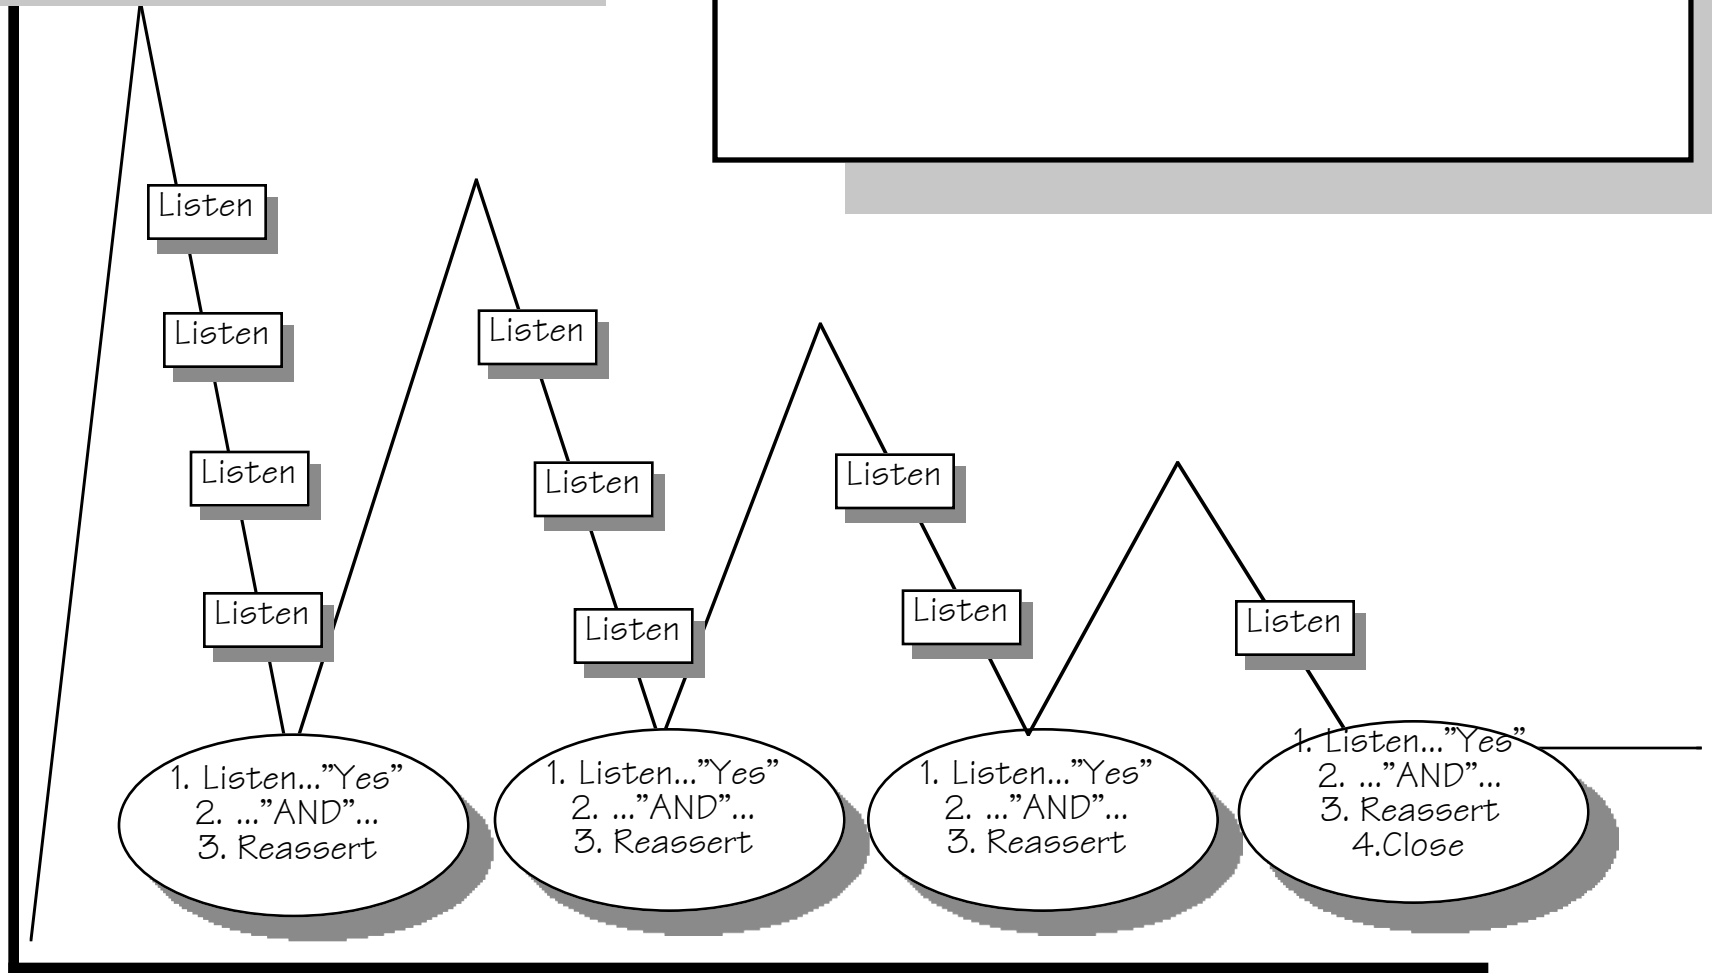 Listen
Listen
Listen
Listen
1. Listen..."Yes”
2. ...”AND”...
3. Reassert
Listen
Listen
Listen
1. Listen..."Yes”
2. ...”AND”...
3. Reassert
Listen
Listen
1. Listen...”Yes”
2. ...”AND”...
3. Reassert
Listen
1. Listen...”Yes”
2. ...”AND”...
3. Reassert
4.Close